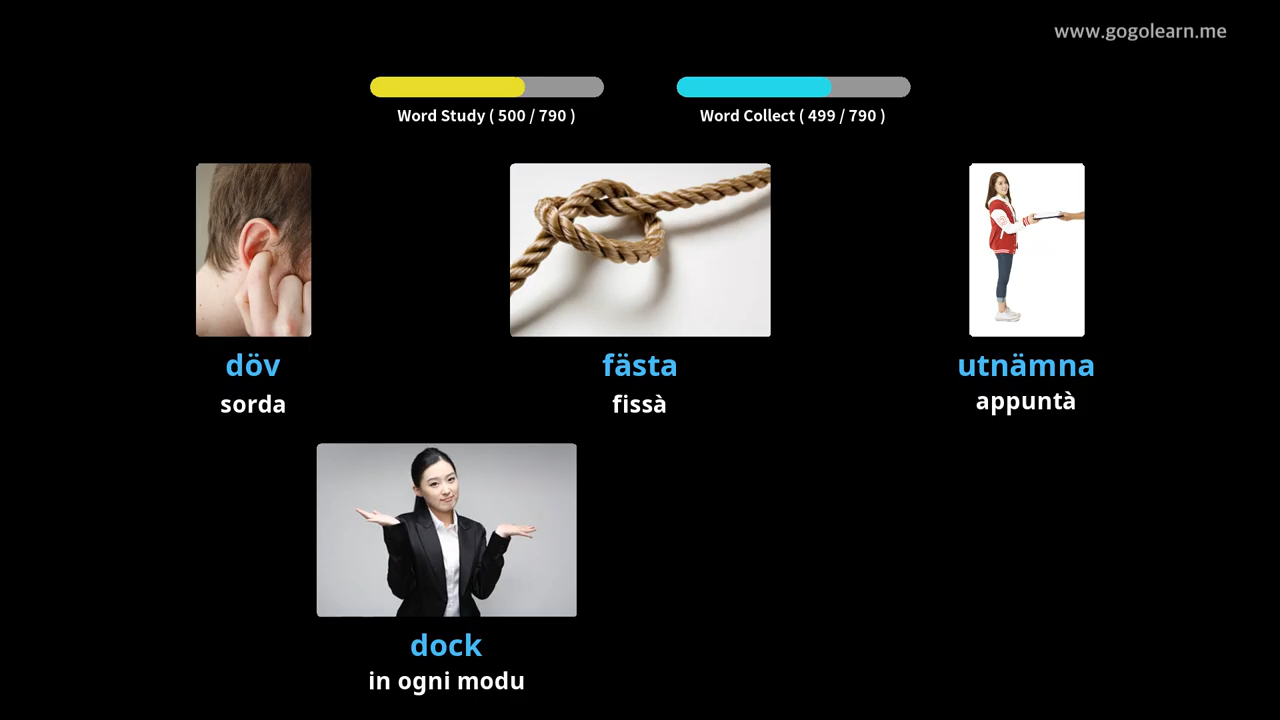 www.gogolearn.me
Word Study ( 500 / 790 )
Word Collect ( 499 / 790 )
döv
sorda
fästa
fissà
utnämna
appuntà
dock
in ogni modu